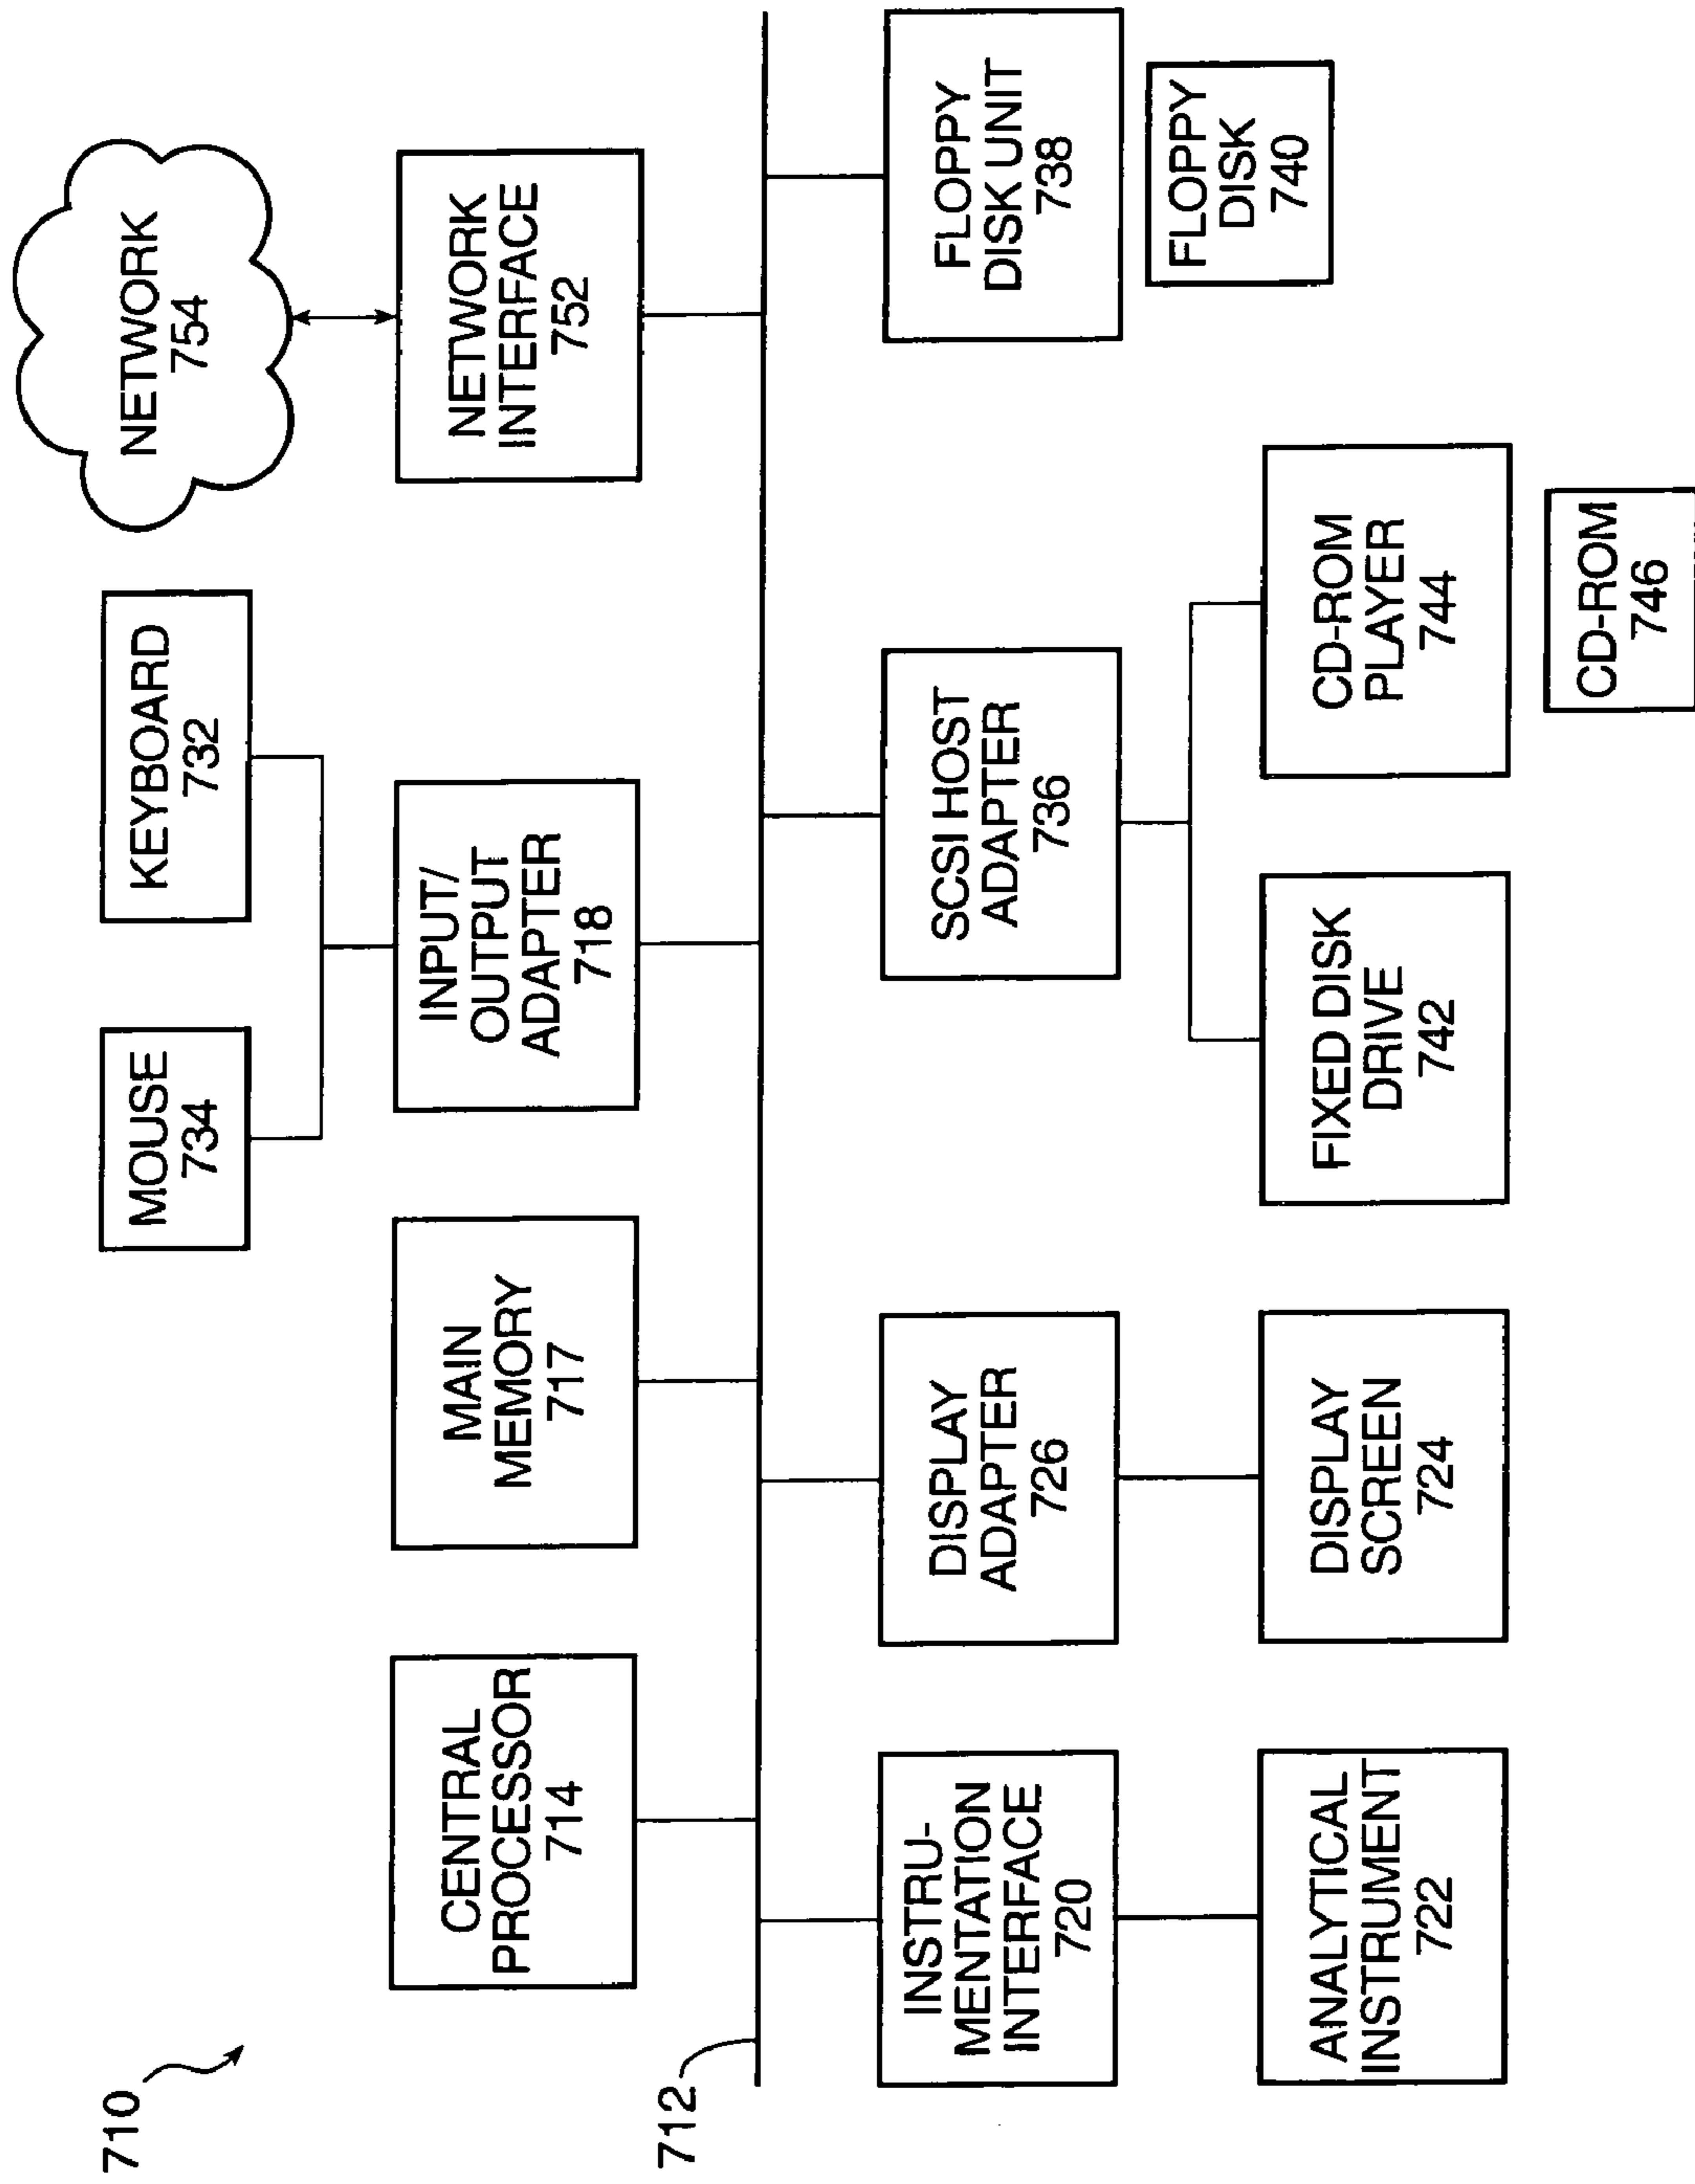 710
MOUSE
734
KEYBOARD
732
NETWORK
754
CENTRAL
PROCESSOR
714
MAIN
MEMORY
717
INPUT/
OUTPUT
ADAPTER
718
NETWORK
INTERFACE
752
712
INSTRU-
MENTATION
INTERFACE
720
DISPLAY
ADAPTER
726
SCSI HOST
ADAPTER
736
FLOPPY
DISK UNIT
738
FLOPPY
DISK
740
ANALYTICAL
INSTRUMENT
722
DISPLAY
SCREEN
724
FIXED DISK
DRIVE
742
CD-ROM
PLAYER
744
CD-ROM
746